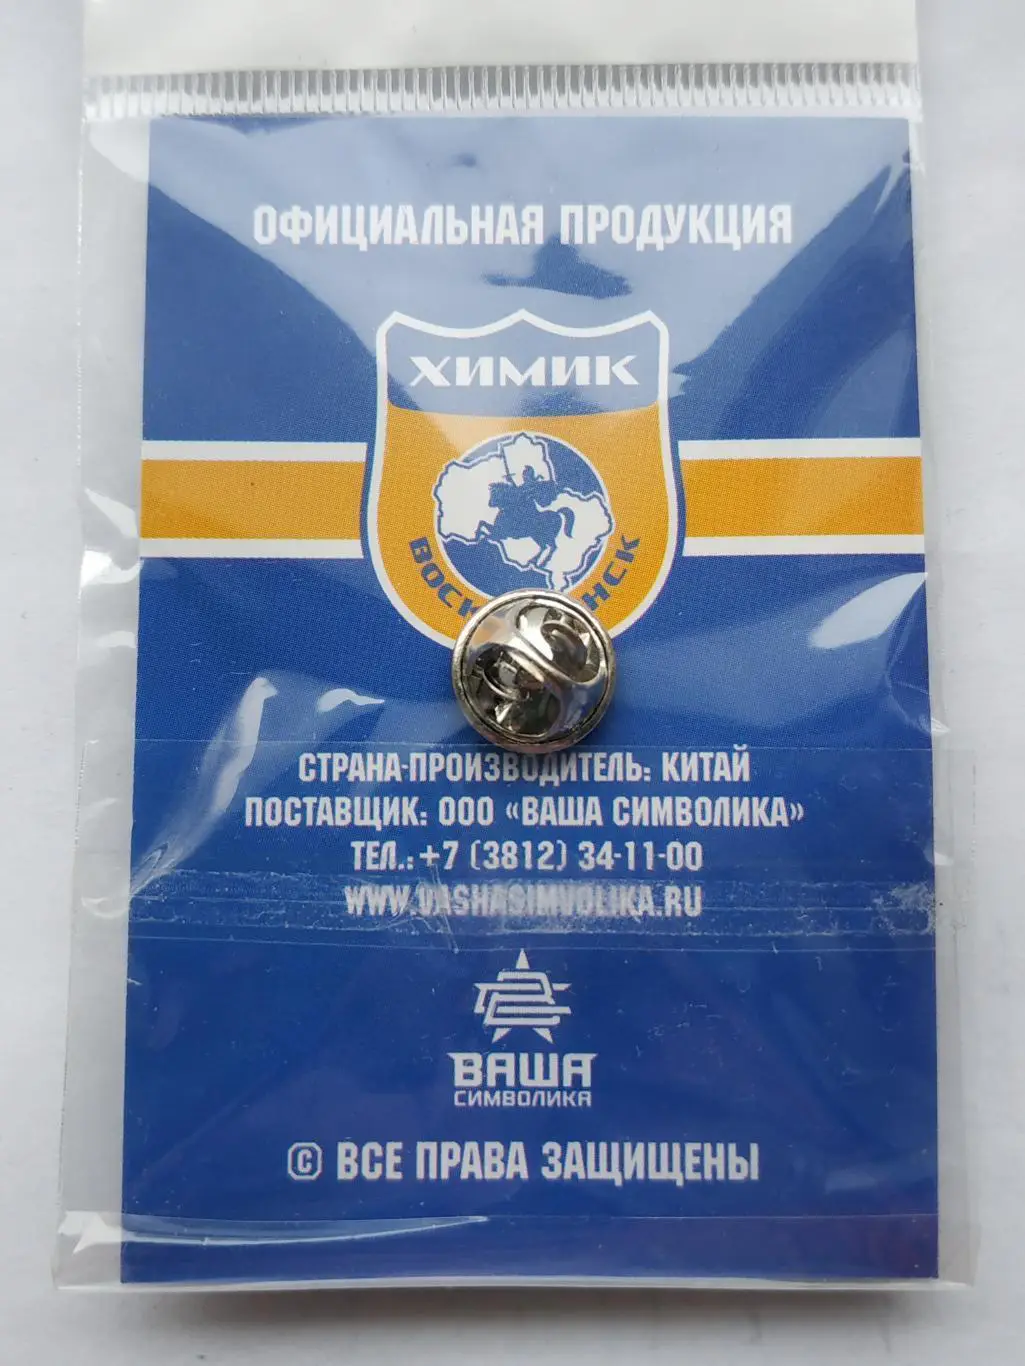 ОФИЦИАЛЬНАЯ ПРОДУКЦИЯ
ХИМИК
СТРАНА-ПРОИЗВОДИТЕЛЬ: КИТАЙ
ПОСТАВЩИК: ООО «ВАША СИМВОЛИКА»
ТЕЛ.: +7 (3812) 34-11-00
WWW.VASHASIMVOLIKA.RU
ВАША
СИМВОЛИКА
© ВСЕ ПРАВА ЗАЩИЩЕНЫ